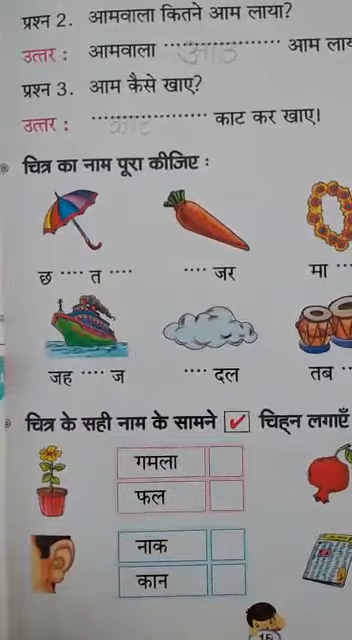 प्रश्न 2. आमवाला कितने आम लाया?
उत्तर : आमवाला .................. आम
प्रश्न 3. आम कैसे खाए?
उत्तर : .................. काट कर खाए।
चित्र का नाम पूरा कीजिए :
छ .... त .... .... जर मा ...
जह .... ज .... दल तब ..
चित्र के सही नाम के सामने ✓ चिह्न लगाएँ
गमला
फल
नाक
कान
15